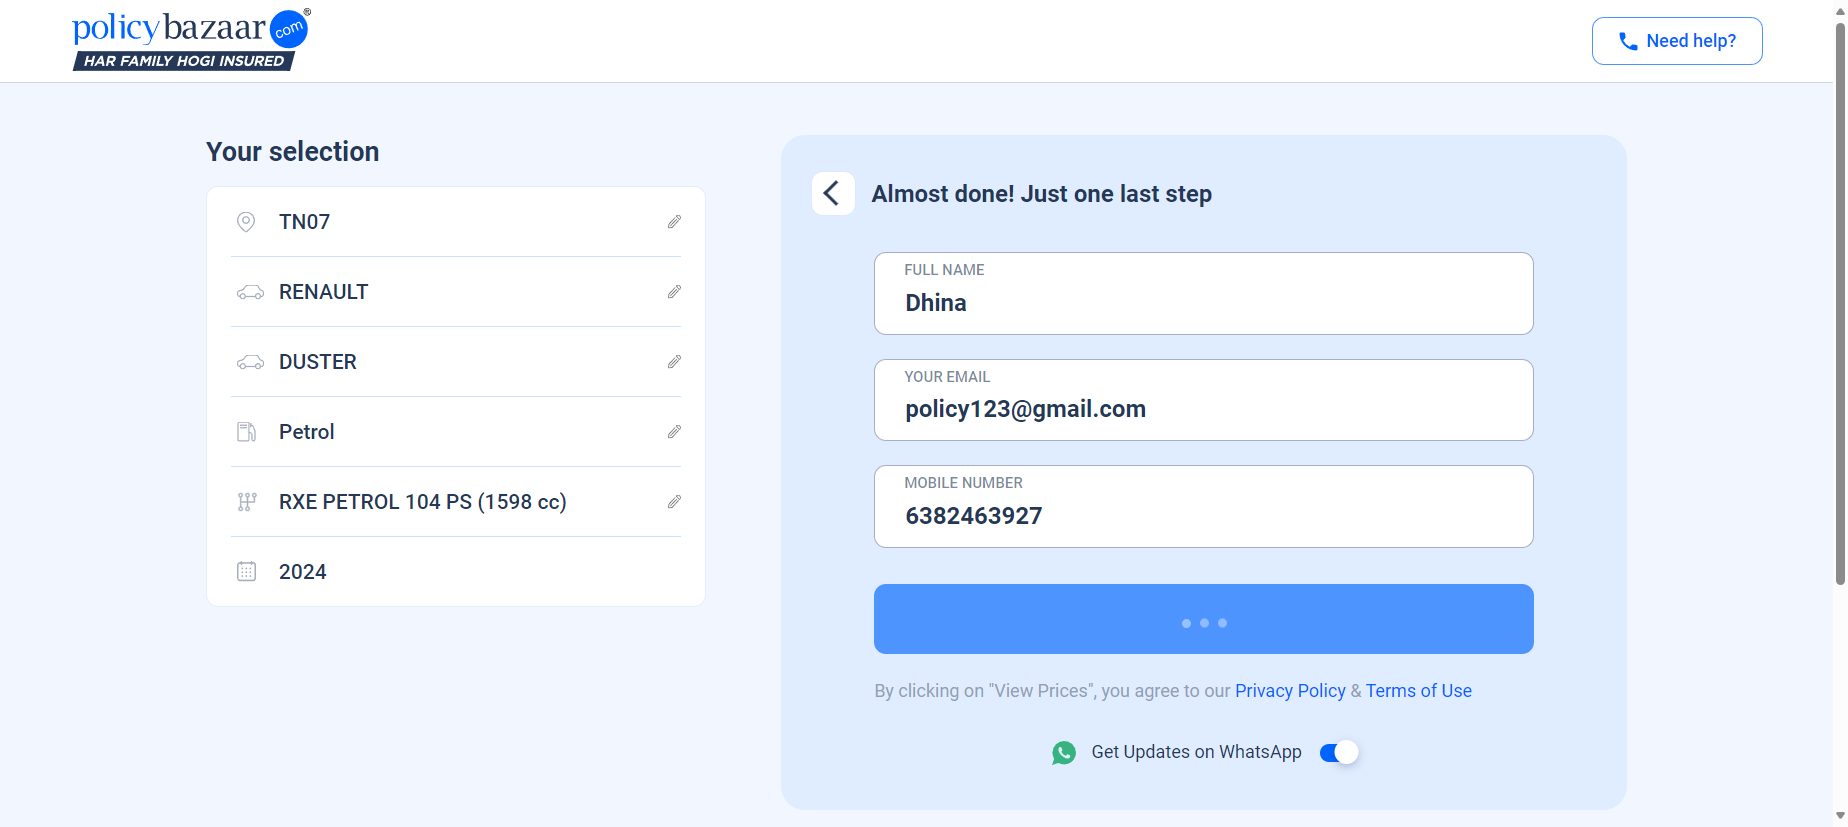 policybazaar com ®
HAR FAMILY HOGI INSURED
Need help?
Your selection
TN07
RENAULT
DUSTER
Petrol
RXE PETROL 104 PS (1598 cc)
2024
Almost done! Just one last step
FULL NAME
Dhina
YOUR EMAIL
policy123@gmail.com
MOBILE NUMBER
6382463927
By clicking on "View Prices", you agree to our Privacy Policy & Terms of Use
Get Updates on WhatsApp